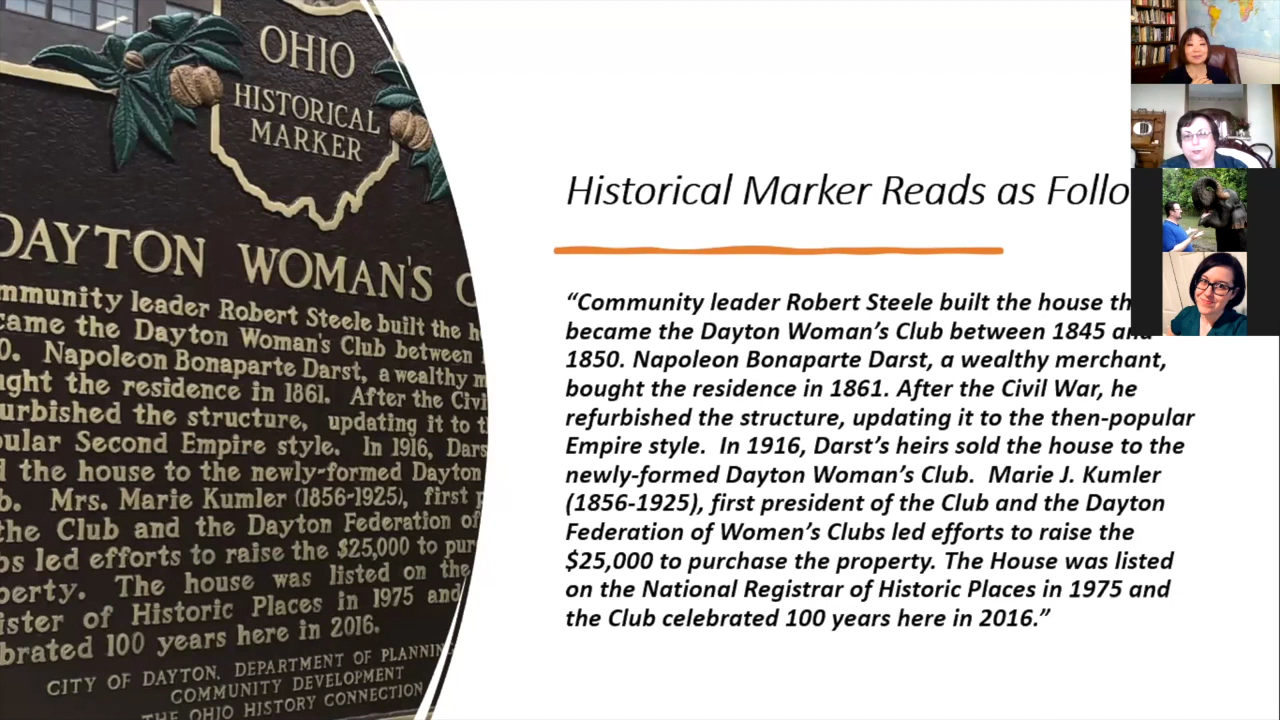 OHIO
HISTORICAL
MARKER
DAYTON WOMAN'S
mmunity leader Robert Steele built the
came the Dayton Woman's Club between
0. Napoleon Bonaparte Darst, a wealthy
ught the residence in 1861. After the Civi
urbished the structure, updating it to
pular Second Empire style. In 1916, Dars
the house to the newly-formed Dayton
b. Mrs. Marie Kumler (1856-1925), first
the Club and the Dayton Federation of
bs led efforts to raise the $25,000 to pur
perty. The house was listed on the
ister of Historic Places in 1975 and
brated 100 years here in 2016.
CITY OF DAYTON, DEPARTMENT OF PLANNIN
COMMUNITY DEVELOPMENT
THE OHIO HISTORY CONNECTION
Historical Marker Reads as Follo
“Community leader Robert Steele built the house th
became the Dayton Woman’s Club between 1845 and
1850. Napoleon Bonaparte Darst, a wealthy merchant,
bought the residence in 1861. After the Civil War, he
refurbished the structure, updating it to the then-popular
Empire style. In 1916, Darst’s heirs sold the house to the
newly-formed Dayton Woman’s Club. Marie J. Kumler
(1856-1925), first president of the Club and the Dayton
Federation of Women’s Clubs led efforts to raise the
$25,000 to purchase the property. The House was listed
on the National Registrar of Historic Places in 1975 and
the Club celebrated 100 years here in 2016.”